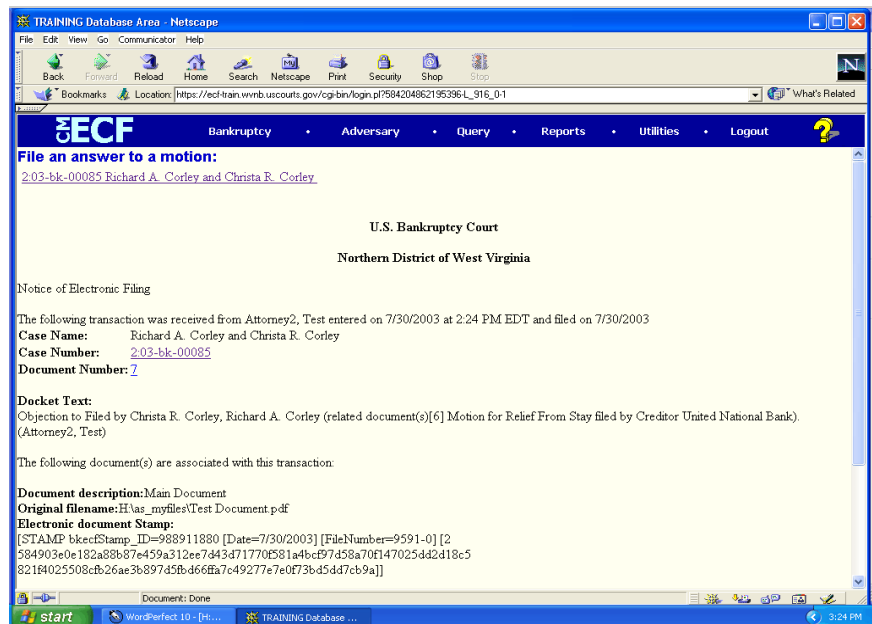 TRAINING Database Area - Netscape
File Edit View Go Communicator Help
Back Forward Reload Home Search Netscape Print Security Shop Stop
My N
Bookmarks Location: https://ecf-train.wvnb.uscourts.gov/cgi-bin/login.pl?584204862195396-L_916_0-1 What's Related
CM ECF Bankruptcy • Adversary • Query • Reports • Utilities • Logout ?
File an answer to a motion:
2:03-bk-00085 Richard A. Corley and Christa R. Corley
U.S. Bankruptcy Court
Northern District of West Virginia
Notice of Electronic Filing
The following transaction was received from Attorney2, Test entered on 7/30/2003 at 2:24 PM EDT and filed on 7/30/2003
Case Name: Richard A. Corley and Christa R. Corley
Case Number: 2:03-bk-00085
Document Number: 7
Docket Text:
Objection to Filed by Christa R. Corley, Richard A. Corley (related document(s)[6] Motion for Relief From Stay filed by Creditor United National Bank).
(Attorney2, Test)
The following document(s) are associated with this transaction:
Document description:Main Document
Original filename:H:\as_myfiles\Test Document.pdf
Electronic document Stamp:
[STAMP bkecfStamp_ID=988911880 [Date=7/30/2003] [FileNumber=9591-0] [2
584903e0e182a88b87e459a312ee7d43d71770f581a4bcf97d58a70f147025dd2d18c5
821f4025508cfb26ae3b897d5fbd66ffa7c49277e7e0f73bd5dd7cb9a]]
Document: Done
start WordPerfect 10 - [H:... TRAINING Database ... 3:24 PM